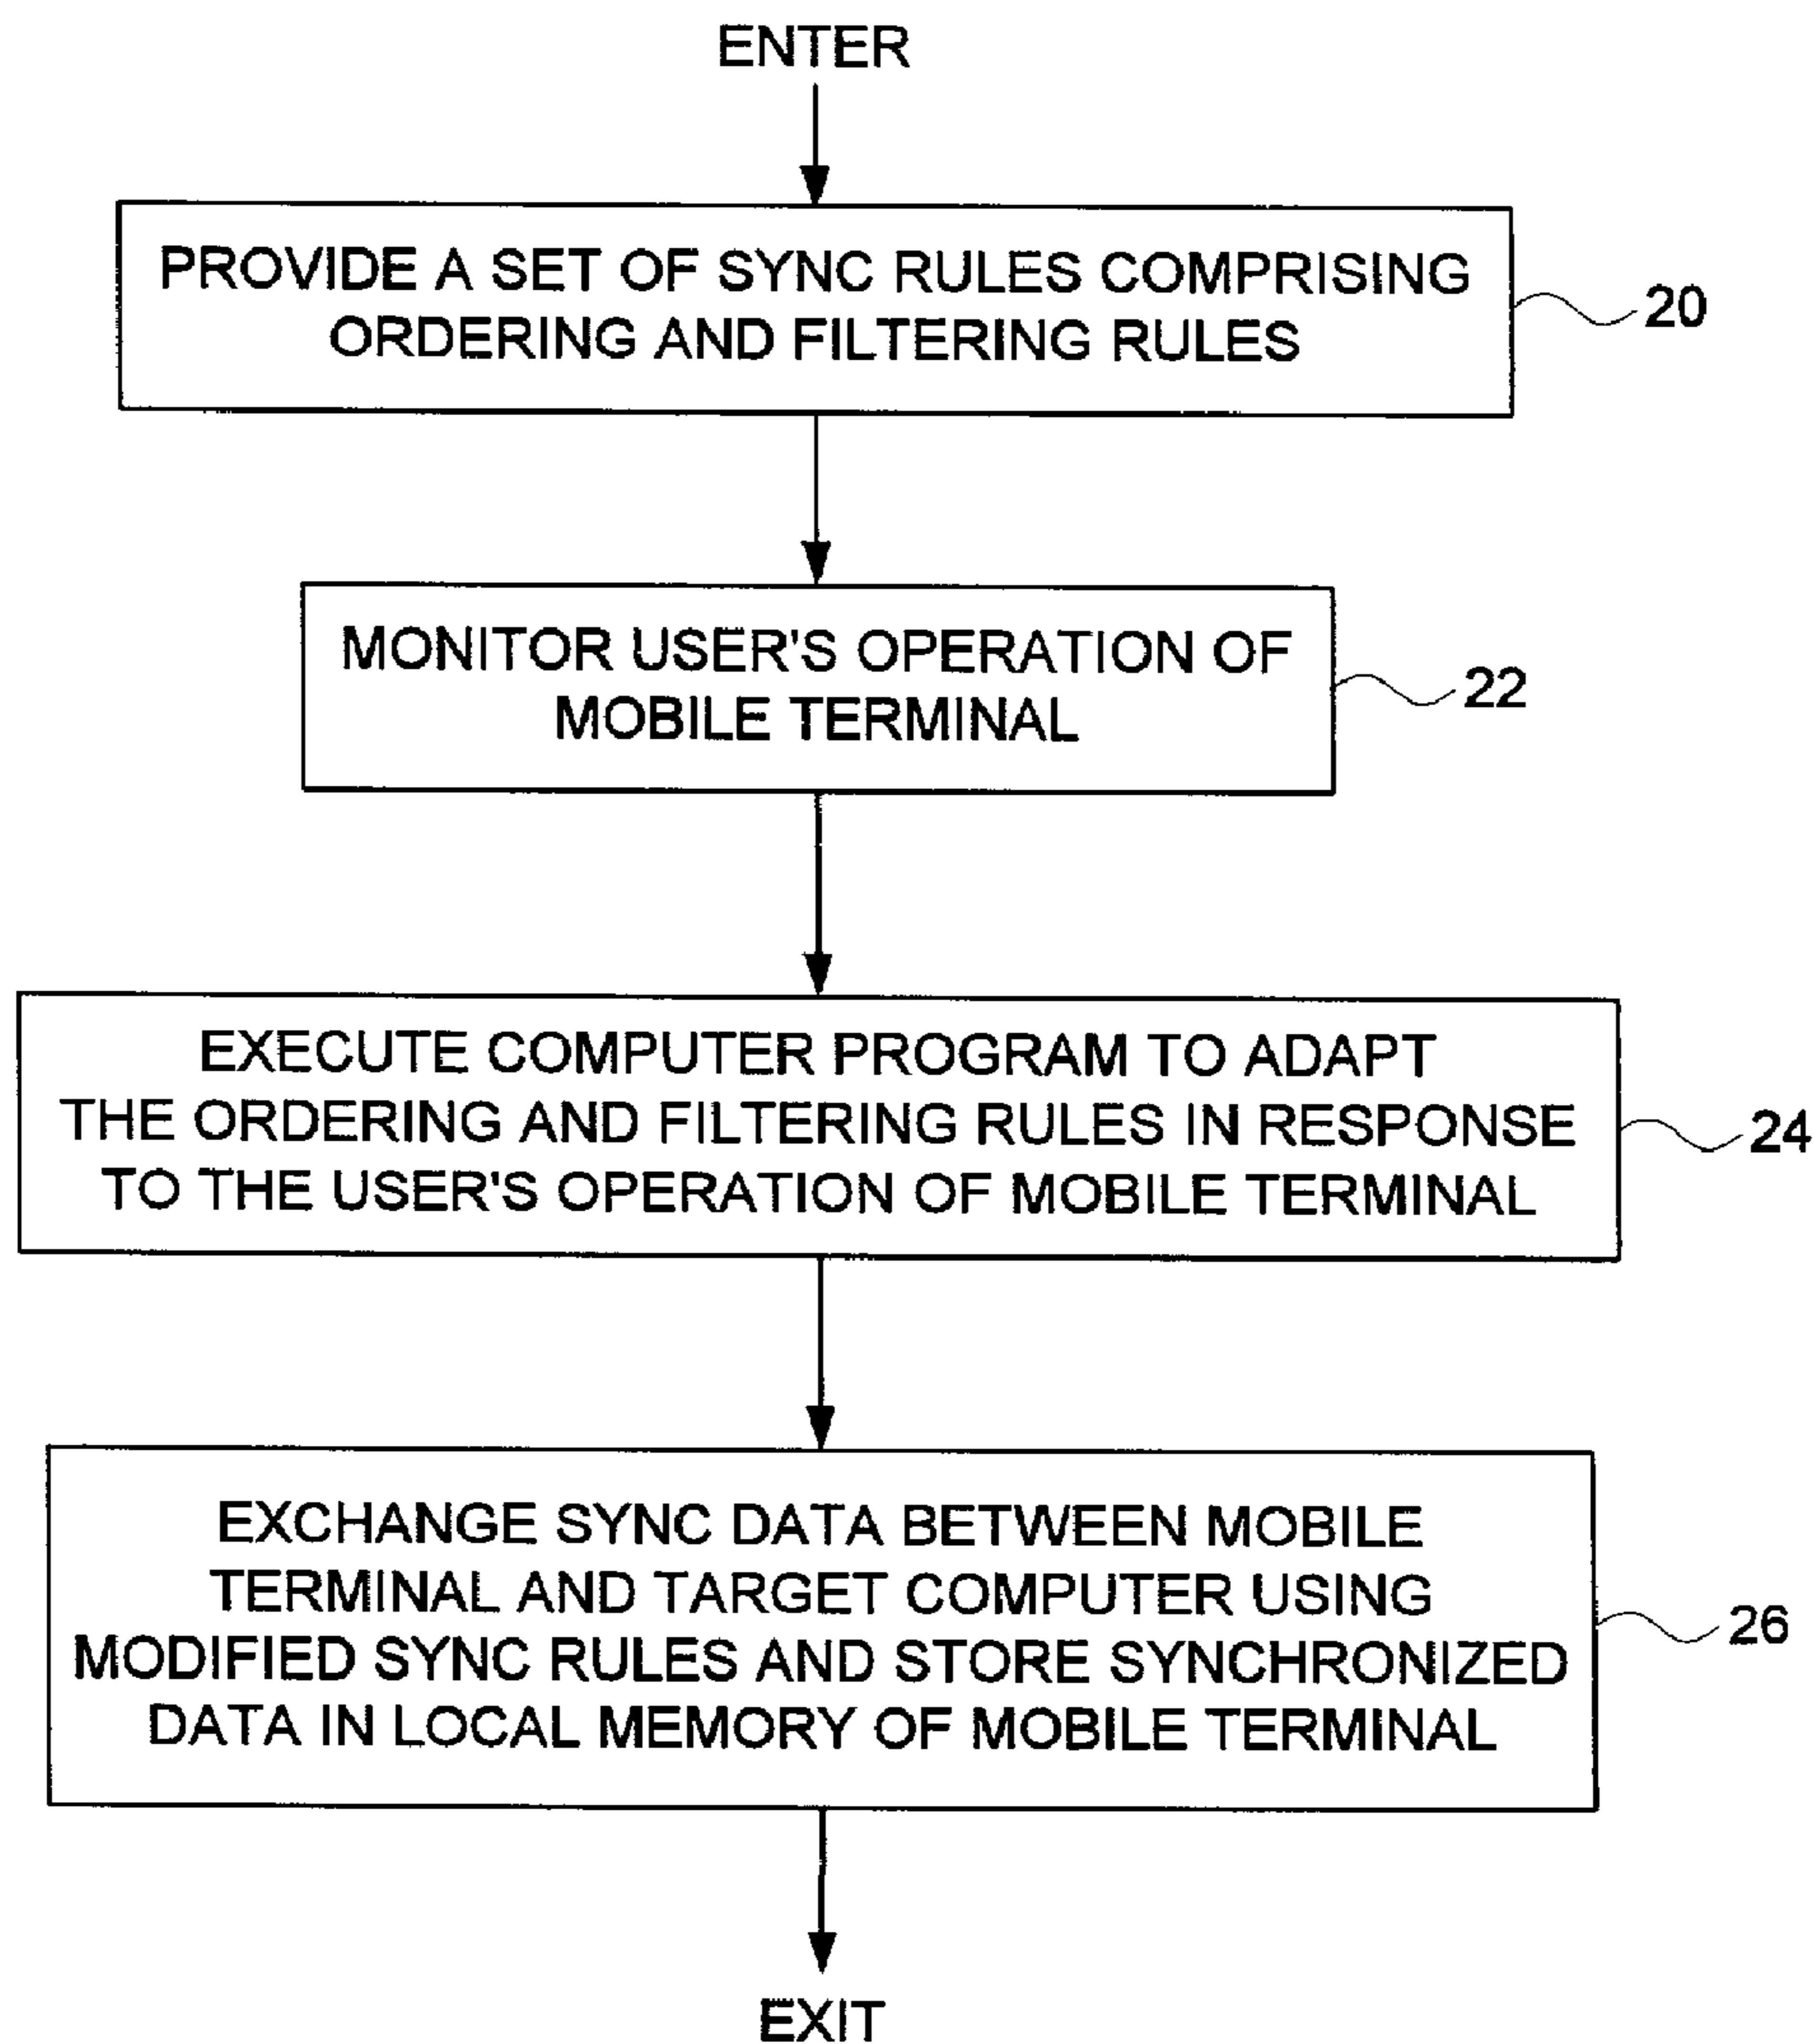 ENTER
PROVIDE A SET OF SYNC RULES COMPRISING
ORDERING AND FILTERING RULES
20
MONITOR USER'S OPERATION OF
MOBILE TERMINAL
22
EXECUTE COMPUTER PROGRAM TO ADAPT
THE ORDERING AND FILTERING RULES IN RESPONSE
TO THE USER'S OPERATION OF MOBILE TERMINAL
24
EXCHANGE SYNC DATA BETWEEN MOBILE
TERMINAL AND TARGET COMPUTER USING
MODIFIED SYNC RULES AND STORE SYNCHRONIZED
DATA IN LOCAL MEMORY OF MOBILE TERMINAL
26
EXIT